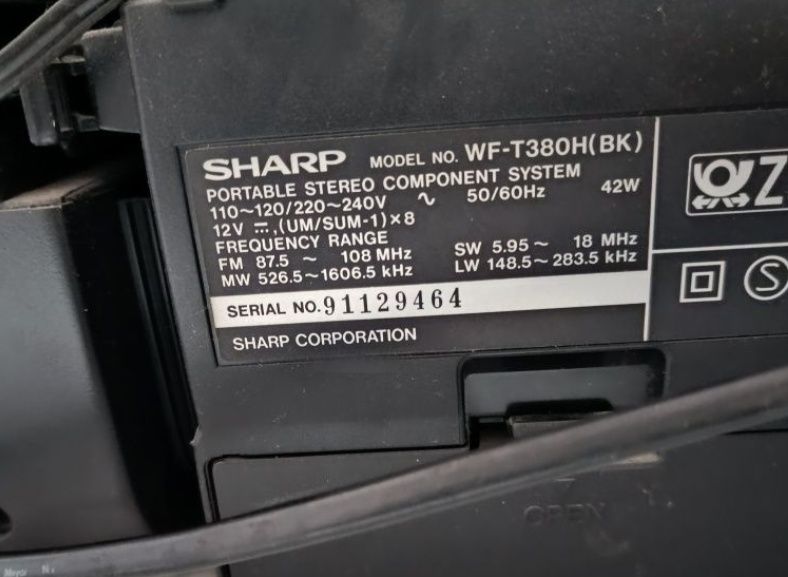 SHARP MODEL NO. WF-T380H(BK)
PORTABLE STEREO COMPONENT SYSTEM
110~120/220~240V ~ 50/60Hz 42W
12V ⎓,(UM/SUM-1)×8
FREQUENCY RANGE
FM 87.5 ~ 108 MHz SW 5.95 ~ 18 MHz
MW 526.5~1606.5 kHz LW 148.5~283.5 kHz
SERIAL NO. 91129464
SHARP CORPORATION
Z
S
OPEN